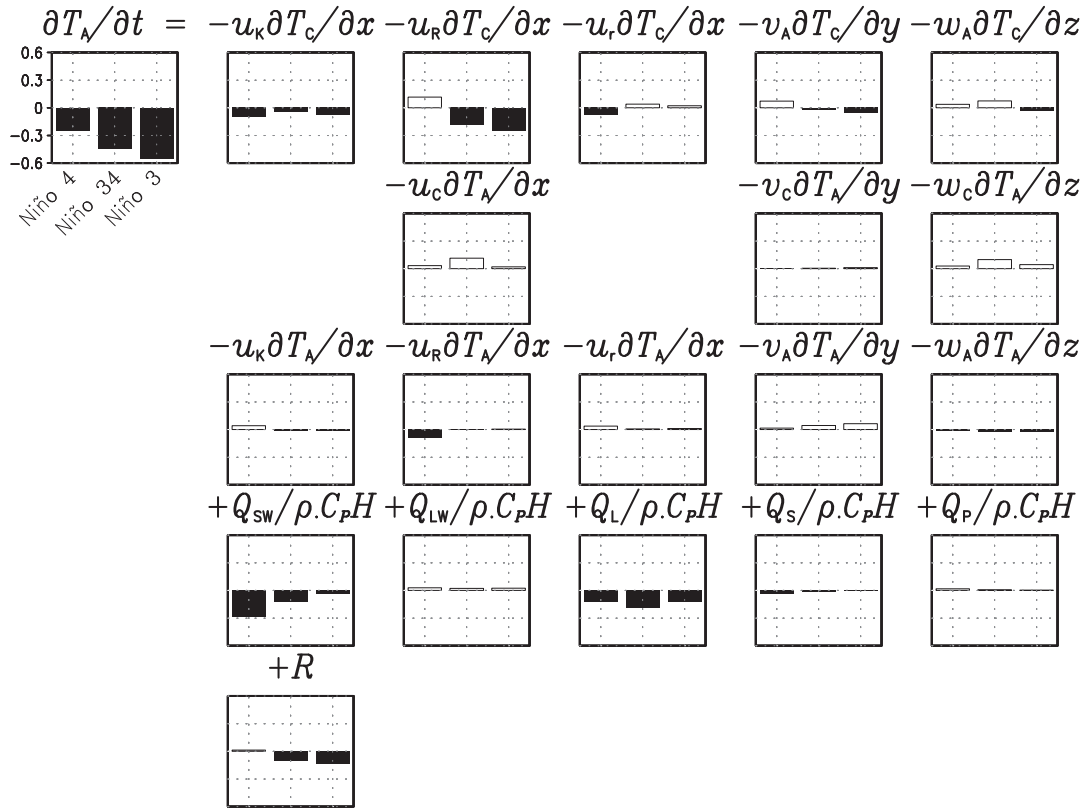 ∂T_A/∂t = −u_K∂T_C/∂x −u_R∂T_C/∂x −u_r∂T_C/∂x −v_A∂T_C/∂y −w_A∂T_C/∂z
0.6
0.3
0
−0.3
−0.6
Niño 4 Niño 34 Niño 3
−u_C∂T_A/∂x −v_C∂T_A/∂y −w_C∂T_A/∂z
−u_K∂T_A/∂x −u_R∂T_A/∂x −u_r∂T_A/∂x −v_A∂T_A/∂y −w_A∂T_A/∂z
+Q_SW/ρ.C_PH +Q_LW/ρ.C_PH +Q_L/ρ.C_PH +Q_S/ρ.C_PH +Q_P/ρ.C_PH
+R